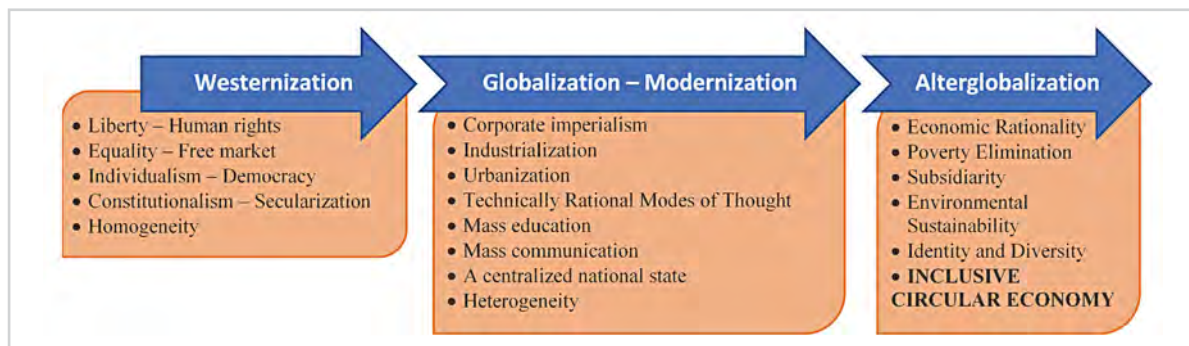 Westernization
• Liberty – Human rights
• Equality – Free market
• Individualism – Democracy
• Constitutionalism – Secularization
• Homogeneity
Globalization – Modernization
• Corporate imperialism
• Industrialization
• Urbanization
• Technically Rational Modes of Thought
• Mass education
• Mass communication
• A centralized national state
• Heterogeneity
Alterglobalization
• Economic Rationality
• Poverty Elimination
• Subsidiarity
• Environmental
Sustainability
• Identity and Diversity
• INCLUSIVE
CIRCULAR ECONOMY